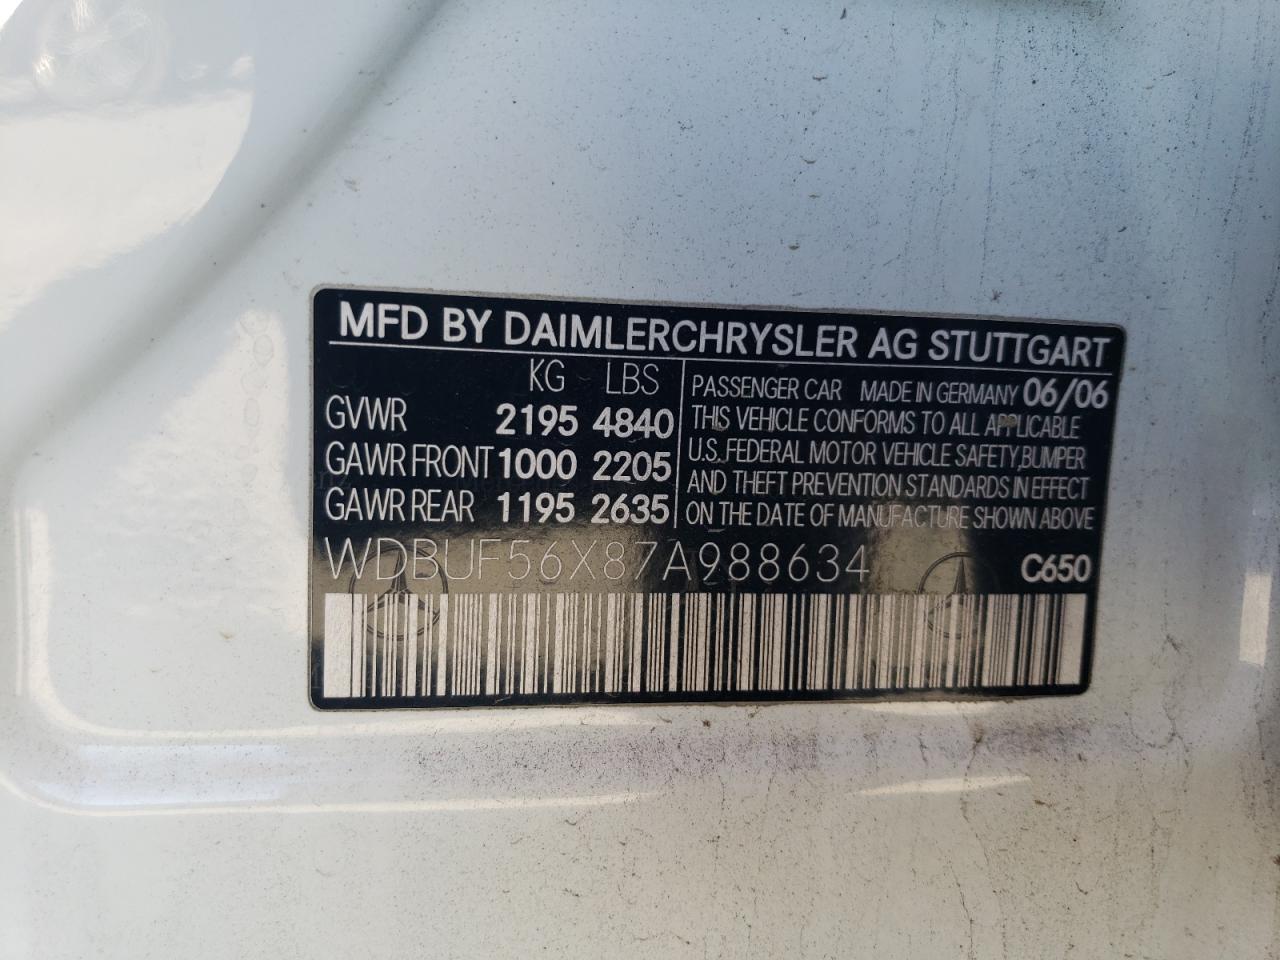 MFD BY DAIMLERCHRYSLER AG STUTTGART
KG LBS
GVWR 2195 4840
GAWR FRONT 1000 2205
GAWR REAR 1195 2635
PASSENGER CAR MADE IN GERMANY 06/06
THIS VEHICLE CONFORMS TO ALL APPLICABLE
U.S. FEDERAL MOTOR VEHICLE SAFETY, BUMPER
AND THEFT PREVENTION STANDARDS IN EFFECT
ON THE DATE OF MANUFACTURE SHOWN ABOVE
WDBUF56X87A988634 C650